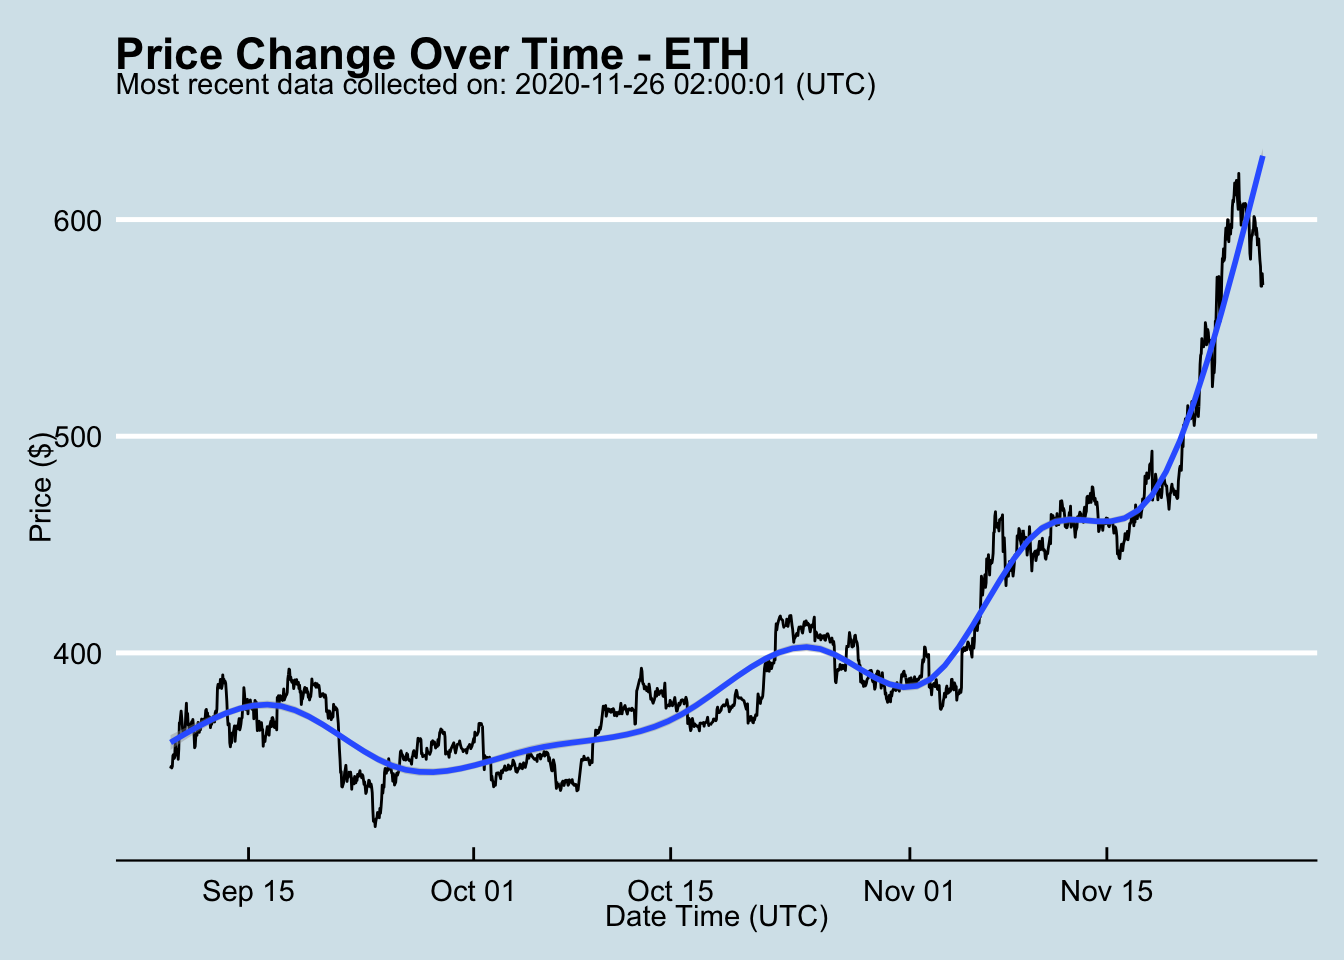 Price Change Over Time - ETH
Most recent data collected on: 2020-11-26 02:00:01 (UTC)
600
500
400
Price ($)
Sep 15
Oct 01
Oct 15
Nov 01
Nov 15
Date Time (UTC)